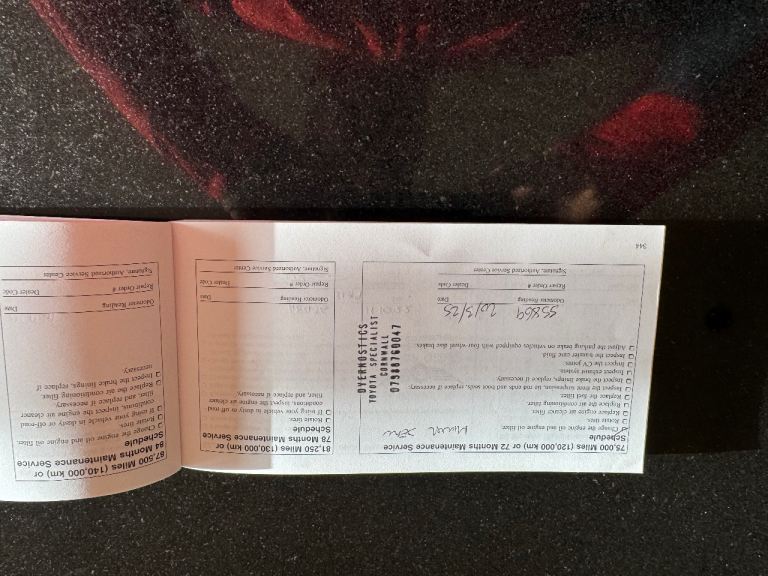 344
75,000 Miles (120,000 km) or 72 Months Maintenance Service
Schedule
Change the engine oil and engine oil filter.
Rotate tires.
Replace engine air cleaner filter.
Replace the air conditioning filter.
Replace the fuel filter.
Inspect the front suspension, tie rod ends and boot seals, replace if necessary.
Inspect the brake linings, replace if necessary.
Inspect exhaust system.
Inspect the CV joints.
Inspect the transfer case fluid.
Adjust the parking brake on vehicles equipped with four wheel disc brakes.
55869 20/3/25
Odometer Reading Date
Repair Order # Dealer Code
Signature, Authorized Service Center
DYERNOSTICS
TOYOTA SPECIALIST
CORNWALL
07598760047
81,250 Miles (130,000 km) or
78 Months Maintenance Service
Schedule
Rotate tires.
If using your vehicle in dusty or off-road
conditions, inspect the engine air cleaner
filter and replace if necessary.
Odometer Reading Date
Repair Order # Dealer Code
Signature, Authorized Service Center
87,500 Miles (140,000 km) or
84 Months Maintenance Service
Schedule
Change the engine oil and engine oil filter.
Rotate tires.
If using your vehicle in dusty or off-road
conditions, inspect the engine air cleaner
filter, and replace if necessary.
Replace the air conditioning filter.
Inspect the brake linings, replace if
necessary.
Odometer Reading Date
Repair Order # Dealer Code
Signature, Authorized Service Center